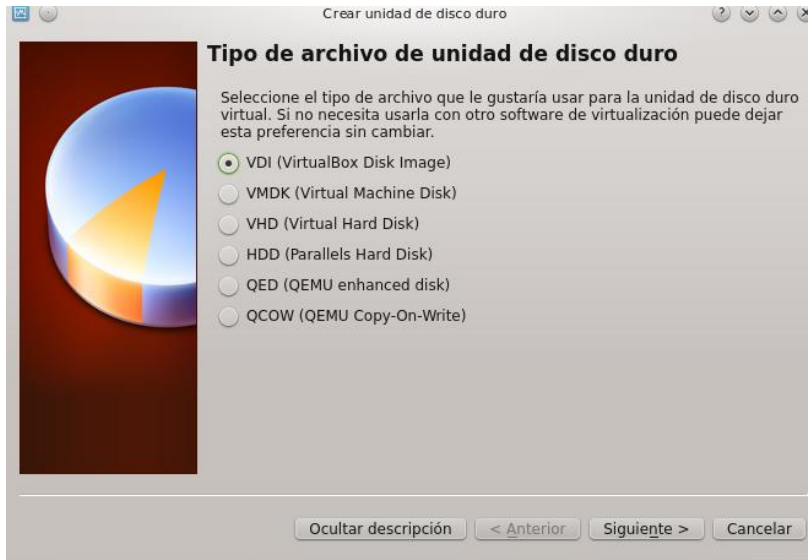 Crear unidad de disco duro
Tipo de archivo de unidad de disco duro
Seleccione el tipo de archivo que le gustaría usar para la unidad de disco duro
virtual. Si no necesita usarla con otro software de virtualización puede dejar
esta preferencia sin cambiar.
VDI (VirtualBox Disk Image)
VMDK (Virtual Machine Disk)
VHD (Virtual Hard Disk)
HDD (Parallels Hard Disk)
QED (QEMU enhanced disk)
QCOW (QEMU Copy-On-Write)
Ocultar descripción < Anterior Siguiente > Cancelar